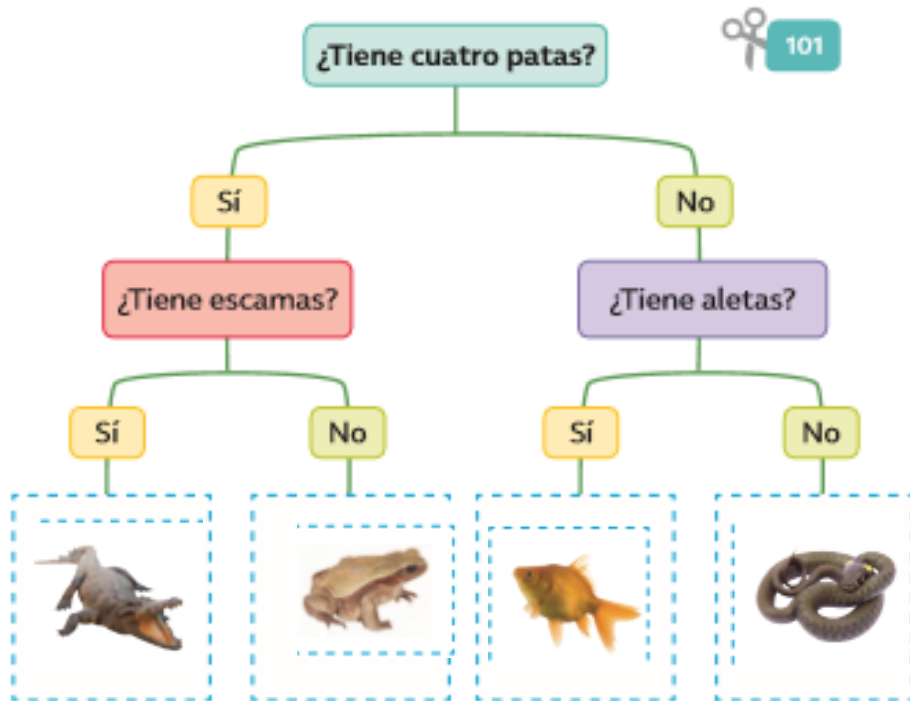 ¿Tiene cuatro patas?
101
Sí
No
¿Tiene escamas?
¿Tiene aletas?
Sí
No
Sí
No